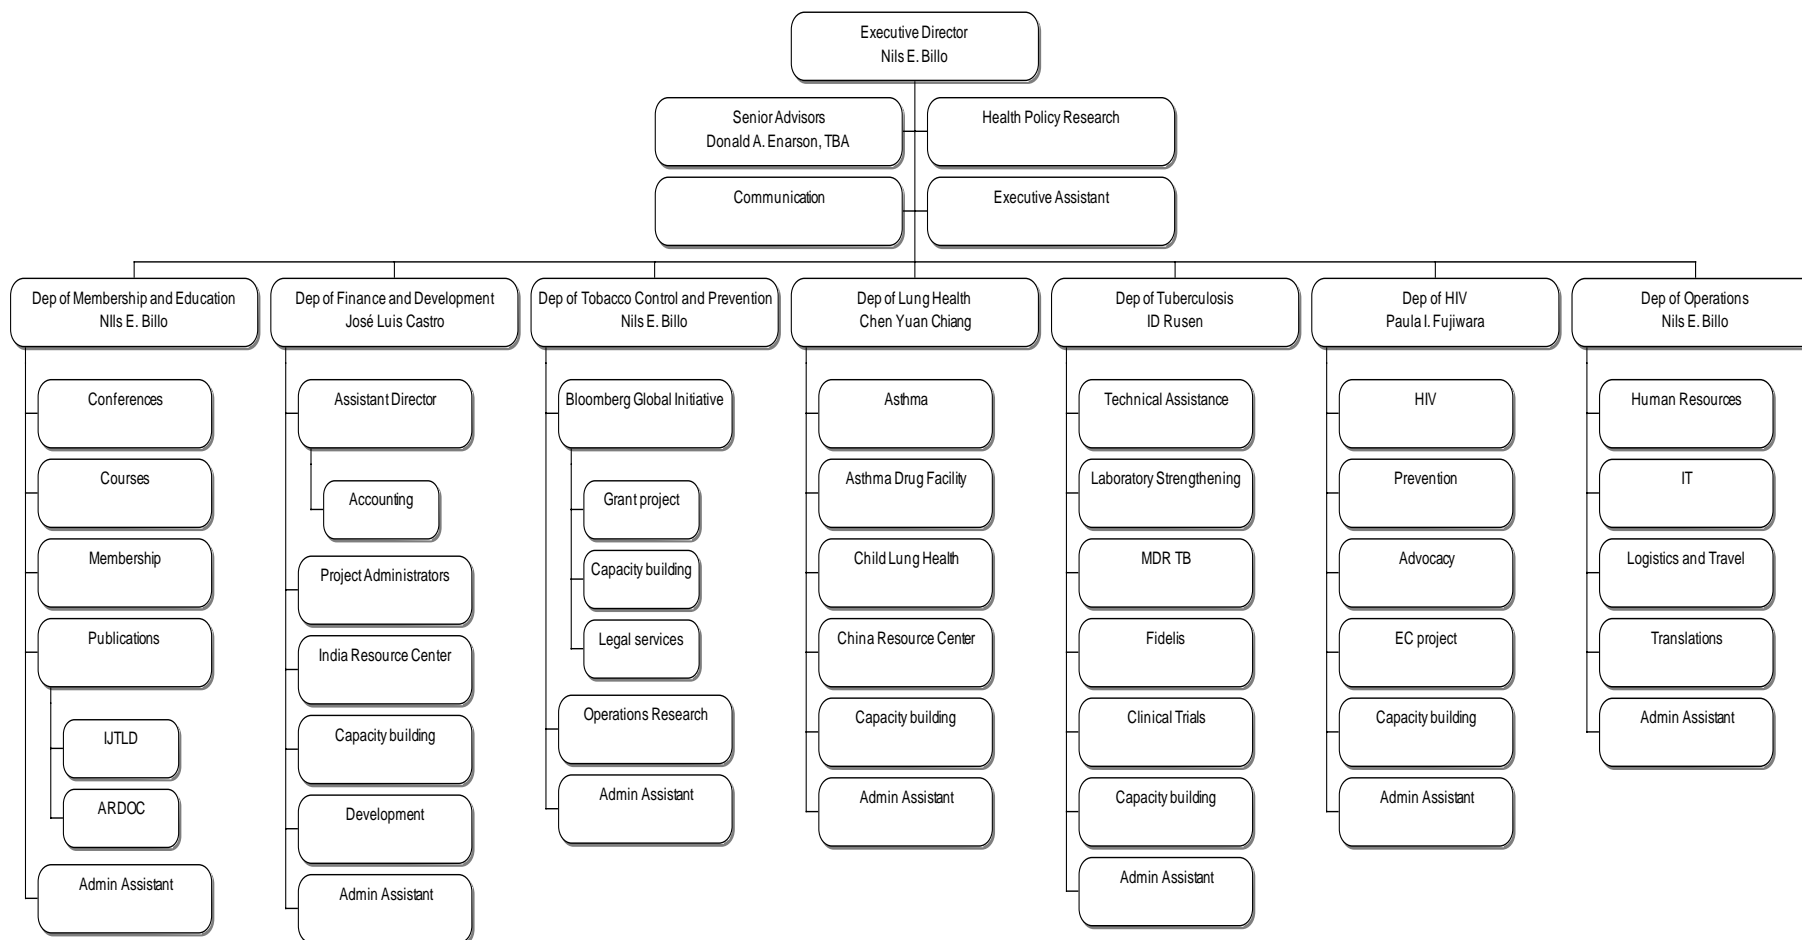 Executive Director
Nils E. Billo
Senior Advisors
Donald A. Enarson, TBA
Health Policy Research
Communication
Executive Assistant
Dep of Membership and Education
NIls E. Billo
Conferences
Courses
Membership
Publications
IJTLD
ARDOC
Admin Assistant
Dep of Finance and Development
José Luis Castro
Assistant Director
Accounting
Project Administrators
India Resource Center
Capacity building
Development
Admin Assistant
Dep of Tobacco Control and Prevention
Nils E. Billo
Bloomberg Global Initiative
Grant project
Capacity building
Legal services
Operations Research
Admin Assistant
Dep of Lung Health
Chen Yuan Chiang
Asthma
Asthma Drug Facility
Child Lung Health
China Resource Center
Capacity building
Admin Assistant
Dep of Tuberculosis
ID Rusen
Technical Assistance
Laboratory Strengthening
MDR TB
Fidelis
Clinical Trials
Capacity building
Admin Assistant
Dep of HIV
Paula I. Fujiwara
HIV
Prevention
Advocacy
EC project
Capacity building
Admin Assistant
Dep of Operations
Nils E. Billo
Human Resources
IT
Logistics and Travel
Translations
Admin Assistant